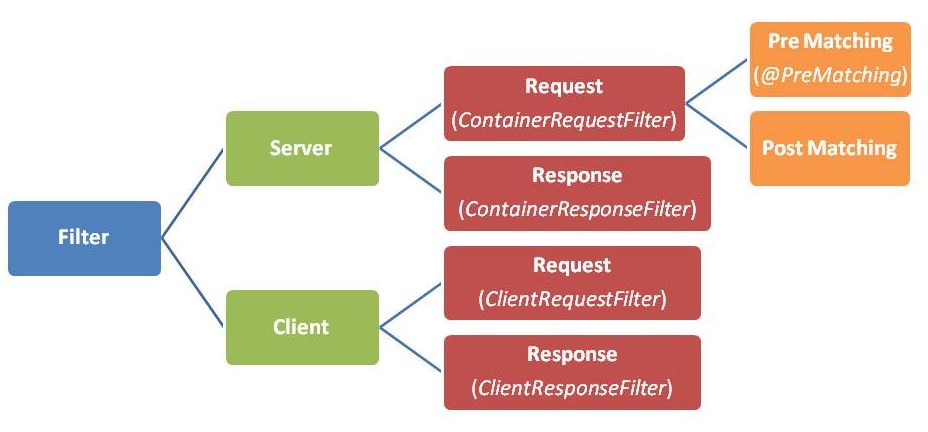 Filter
Server
Client
Request
(ContainerRequestFilter)
Response
(ContainerResponseFilter)
Request
(ClientRequestFilter)
Response
(ClientResponseFilter)
Pre Matching
(@PreMatching)
Post Matching